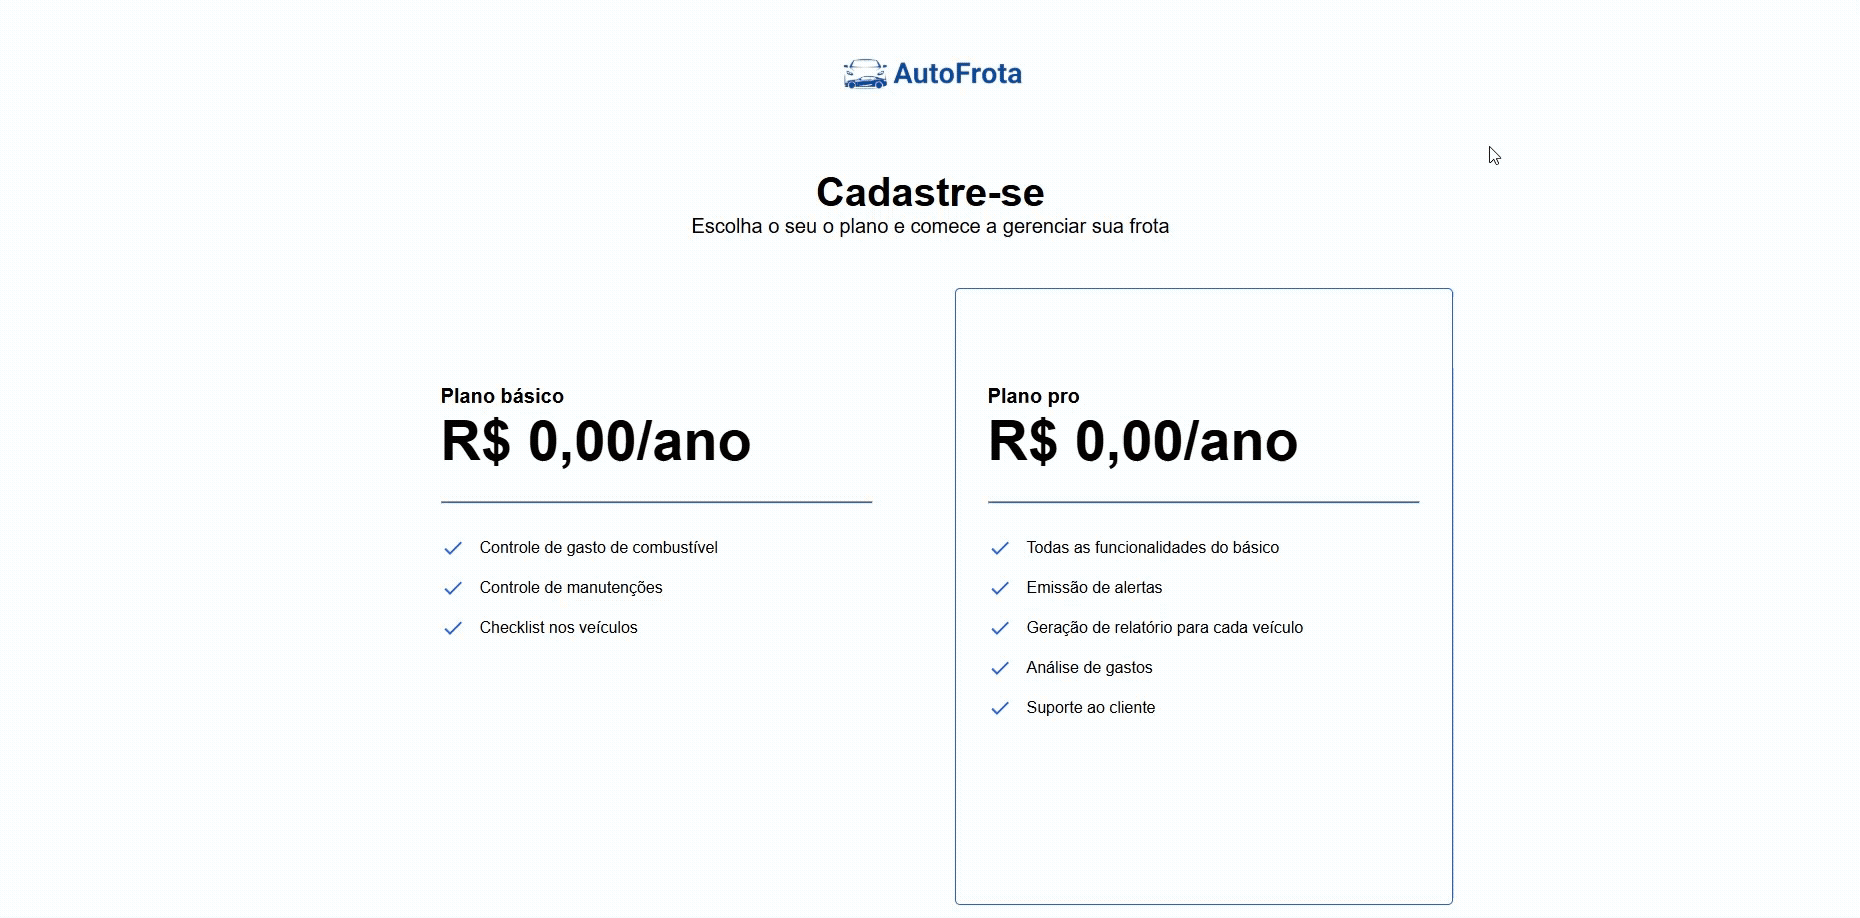 AutoFrota
Cadastre-se
Escolha o seu o plano e comece a gerenciar sua frota
Plano básico
R$ 0,00/ano
Controle de gasto de combustível
Controle de manutenções
Checklist nos veículos
Plano pro
R$ 0,00/ano
Todas as funcionalidades do básico
Emissão de alertas
Geração de relatório para cada veículo
Análise de gastos
Suporte ao cliente